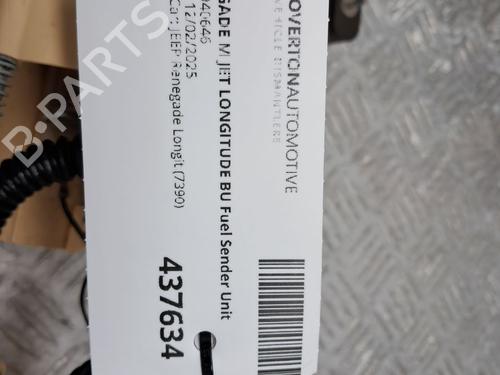 OVERTONAUTOMOTIVE
VEHICLE DISMANTLERS
GADE M JET LONGITUDE BU Fuel Sender Unit
040646
12/02/2025
Car: JEEP Renegade Longit (7390)
437634
B-PARTS